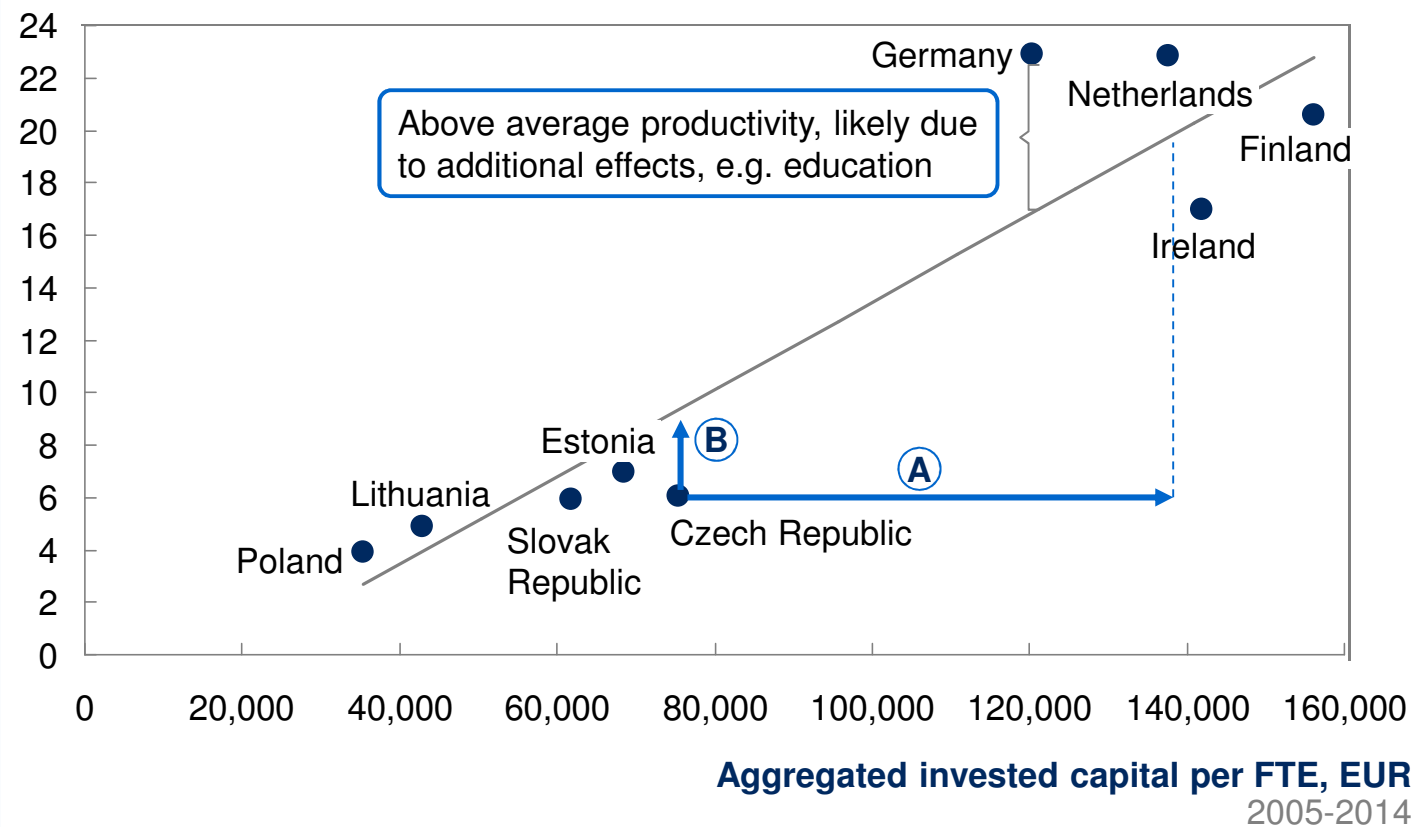 24
22
20
18
16
14
12
10
8
6
4
2
0
Germany
Netherlands
Above average productivity, likely due
to additional effects, e.g. education
Finland
Ireland
Estonia
B
A
Lithuania
Czech Republic
Slovak
Republic
Poland
0
20,000
40,000
60,000
80,000
100,000
120,000
140,000
160,000
Aggregated invested capital per FTE, EUR
2005-2014